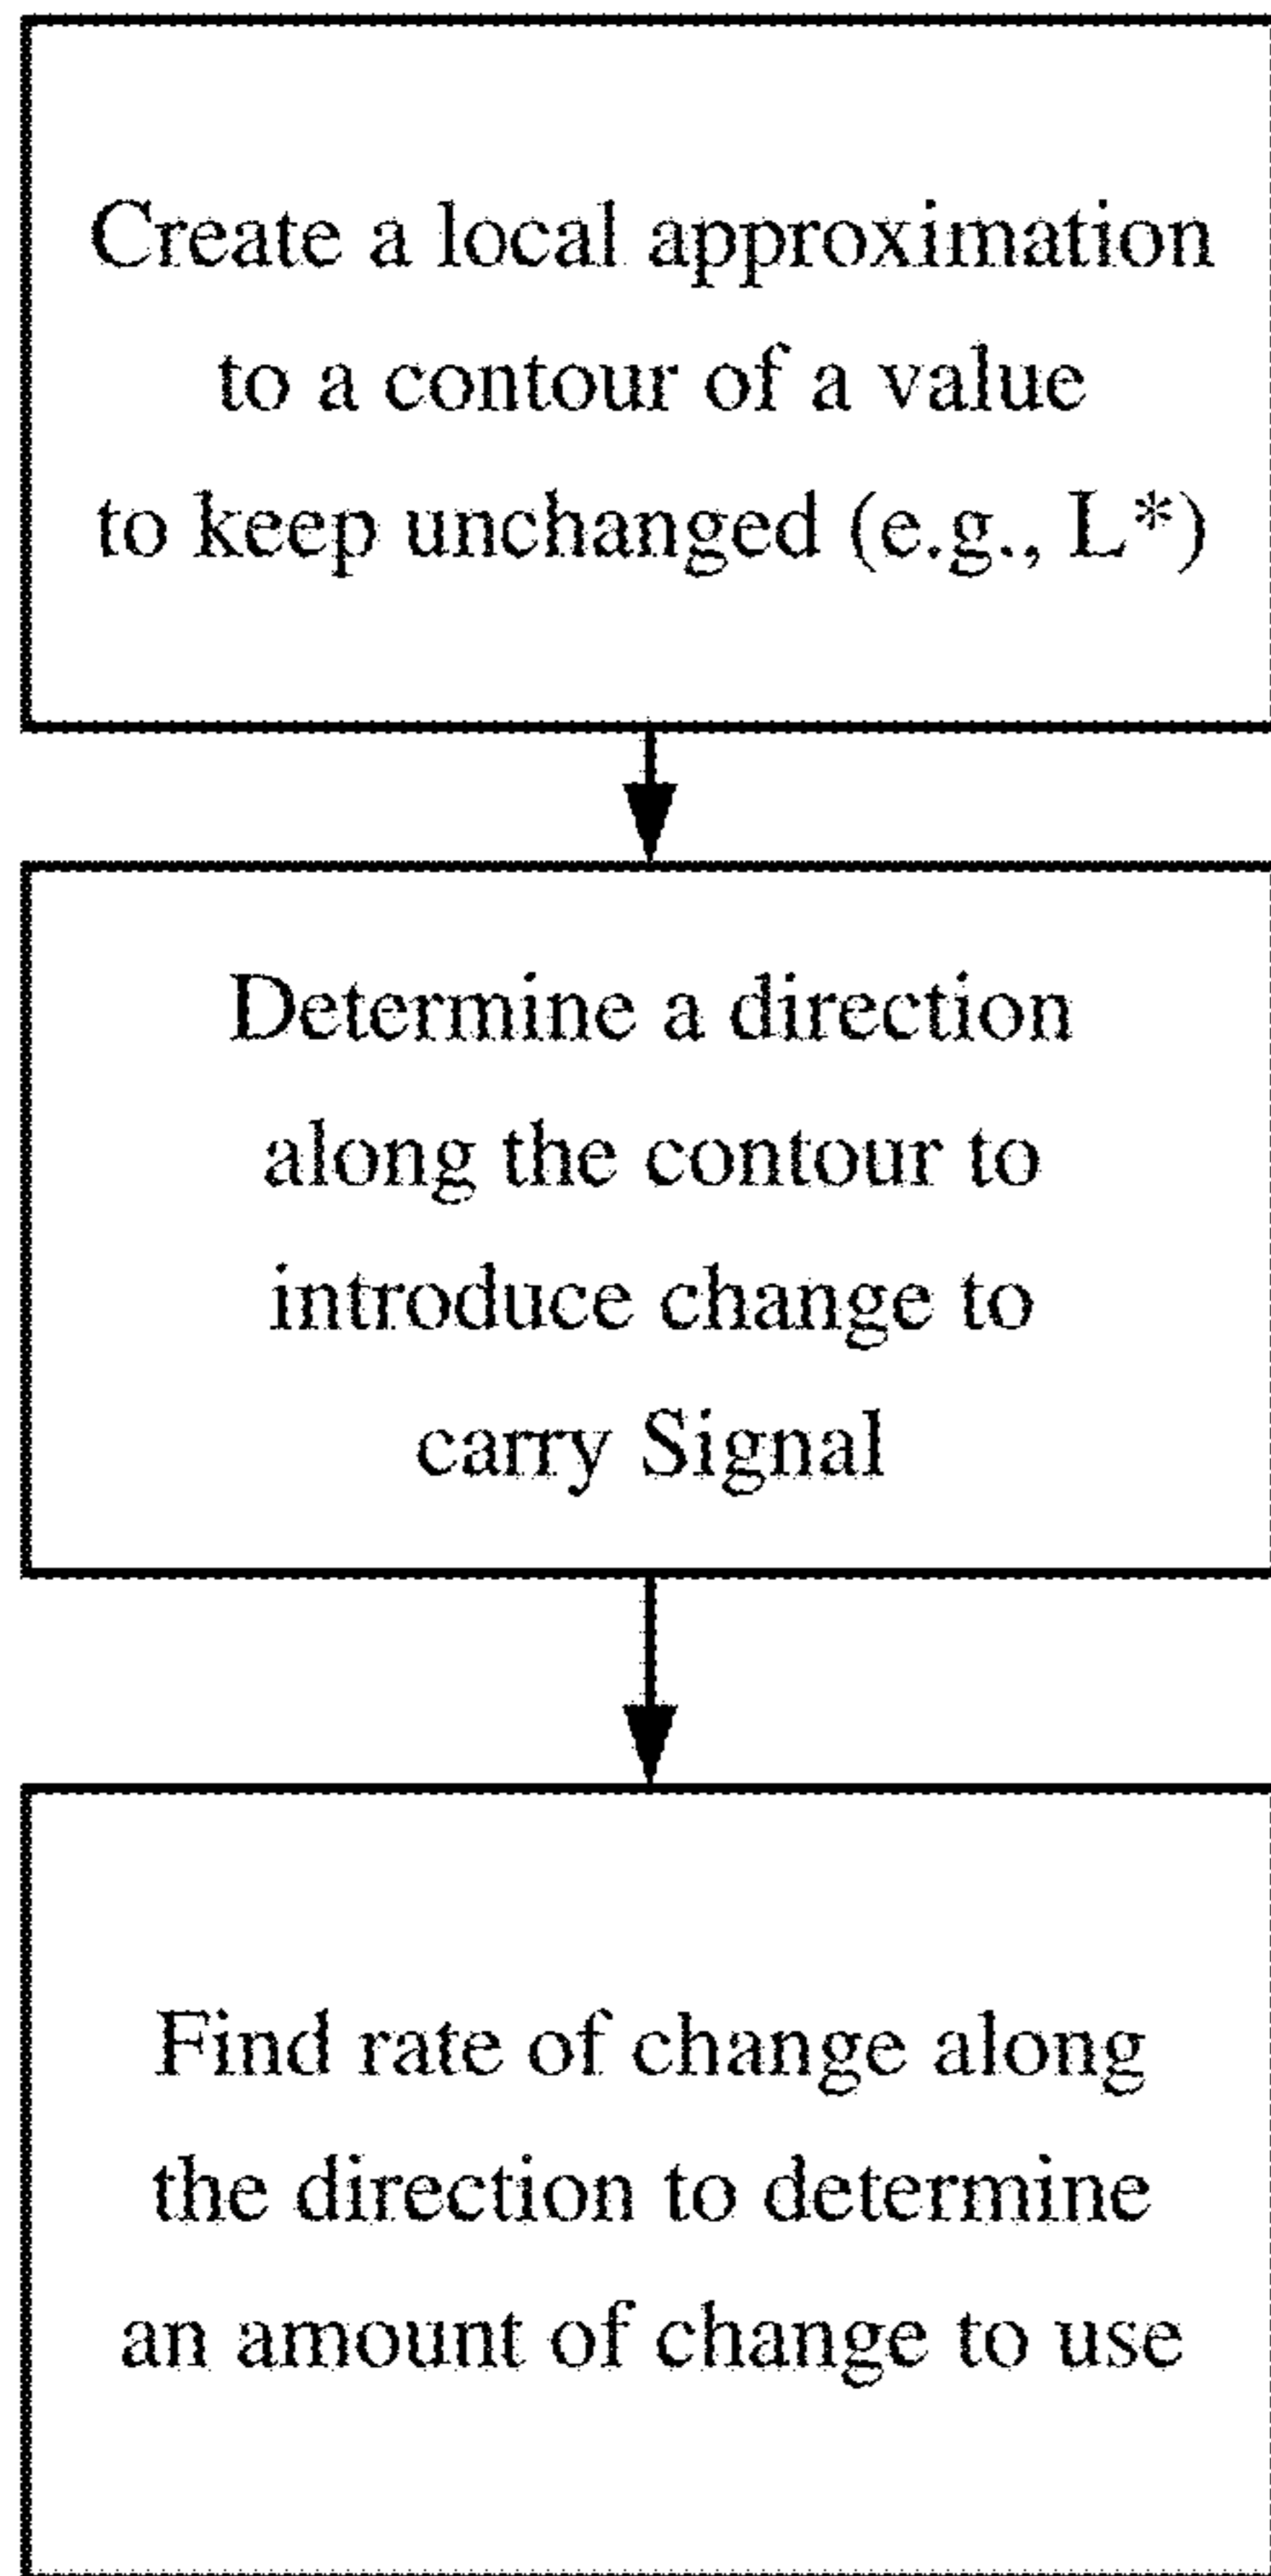 Create a local approximation
to a contour of a value
to keep unchanged (e.g., L*)
Determine a direction
along the contour to
introduce change to
carry Signal
Find rate of change along
the direction to determine
an amount of change to use